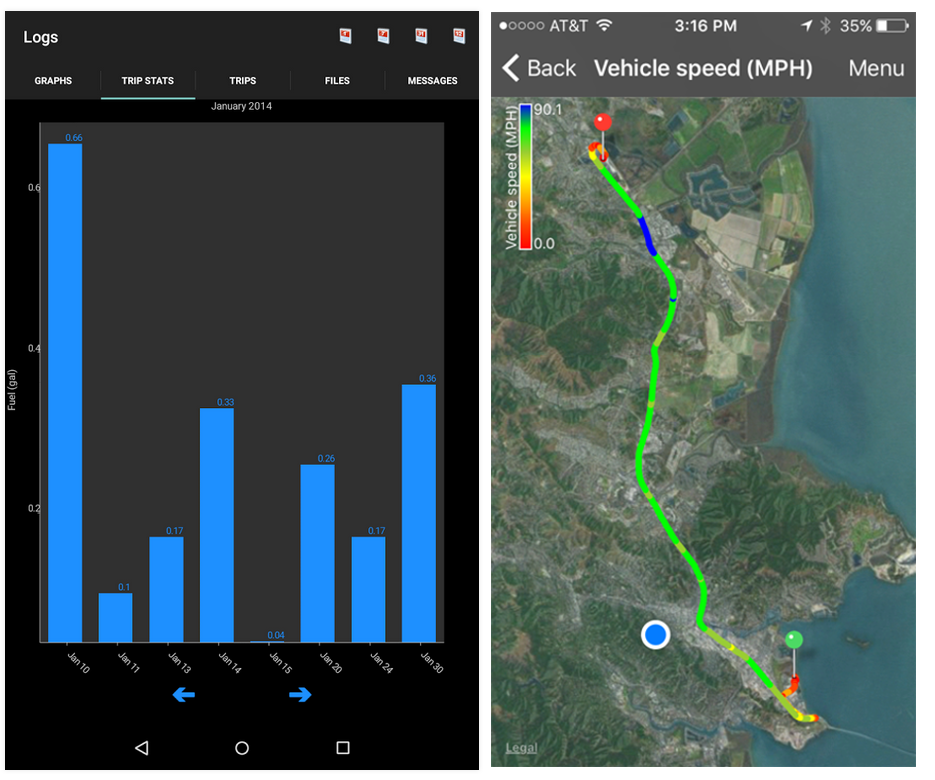 Logs
GRAPHS
TRIP STATS
TRIPS
FILES
MESSAGES
January 2014
0.66
0.6
0.4
0.36
0.33
Fuel (gal)
0.26
0.2
0.17
0.17
0.1
0.04
Jan 10
Jan 11
Jan 13
Jan 14
Jan 15
Jan 20
Jan 24
Jan 30
AT&T
3:16 PM
35%
Back
Vehicle speed (MPH)
Menu
90.1
Vehicle speed (MPH)
0.0
Legal